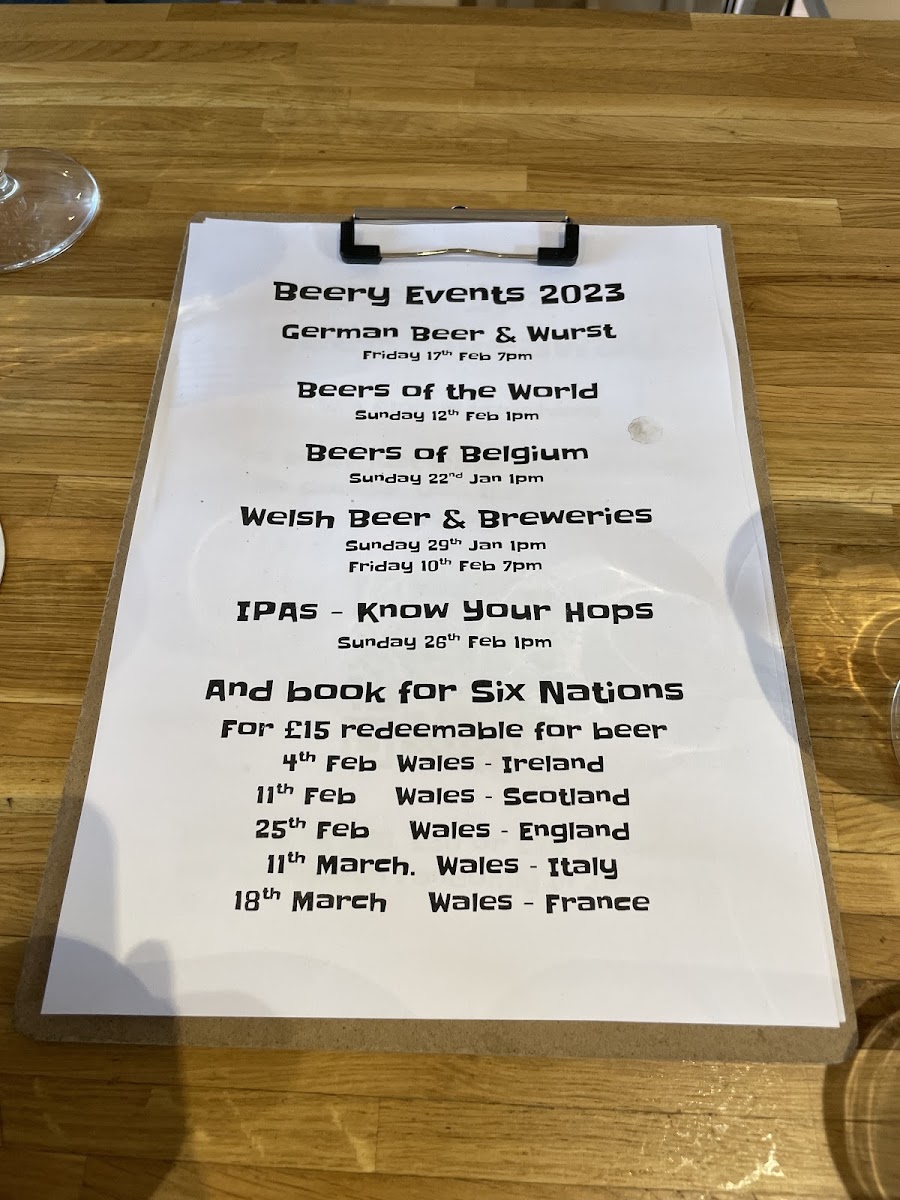 Beery Events 2023
German Beer & Wurst
Friday 17th Feb 7pm
Beers of the World
Sunday 12th Feb 1pm
Beers of Belgium
Sunday 22nd Jan 1pm
Welsh Beer & Breweries
Sunday 29th Jan 1pm
Friday 10th Feb 7pm
IPAs - Know Your Hops
Sunday 26th Feb 1pm
And book for Six Nations
For £15 redeemable for beer
4th Feb Wales - Ireland
11th Feb Wales - Scotland
25th Feb Wales - England
11th March. Wales - Italy
18th March Wales - France